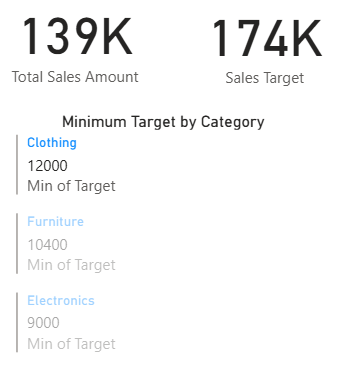 139K
Total Sales Amount
174K
Sales Target
Minimum Target by Category
Clothing
12000
Min of Target
Furniture
10400
Min of Target
Electronics
9000
Min of Target